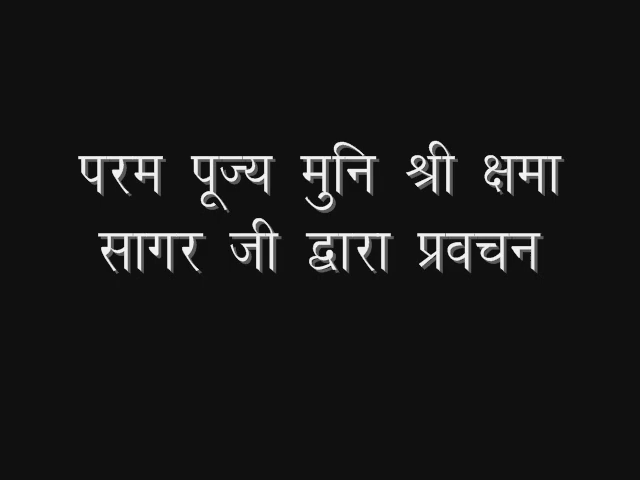 परम पूज्य मुनि श्री क्षमा
सागर जी द्वारा प्रवचन